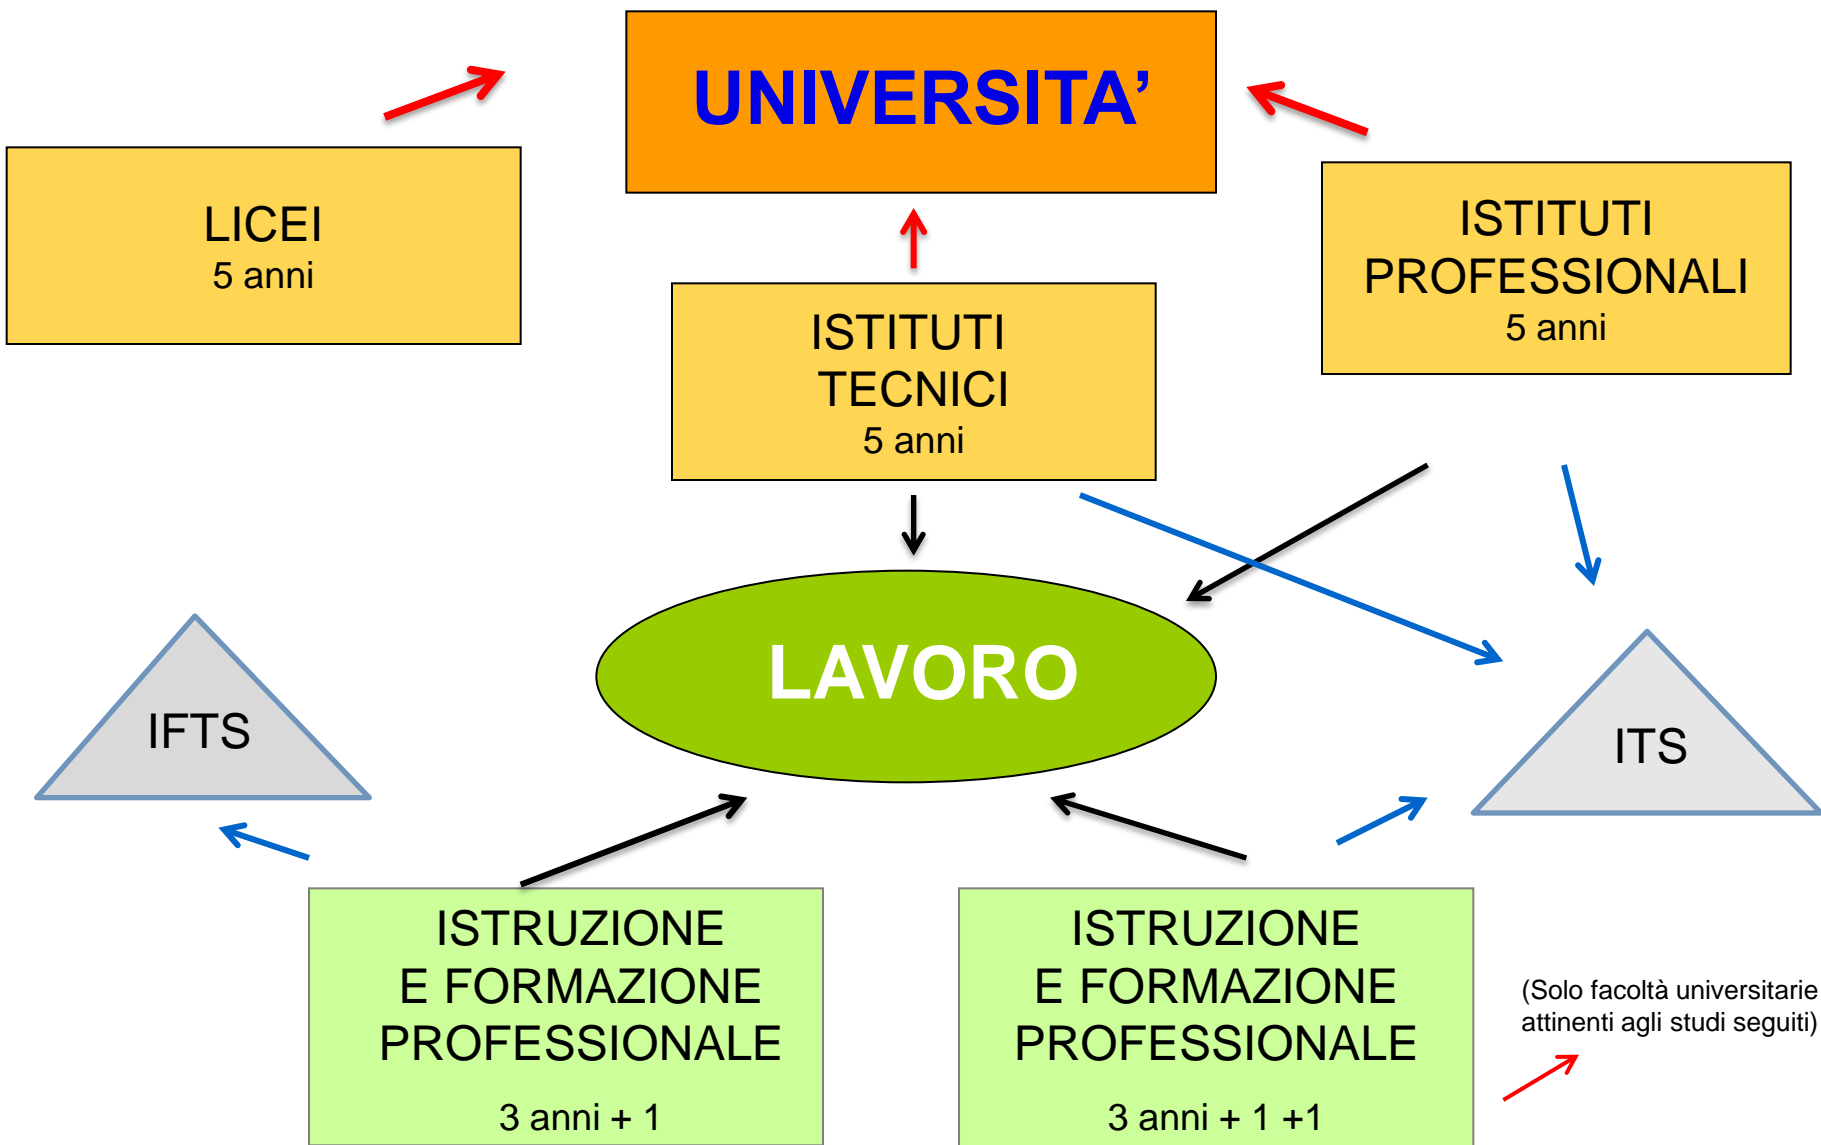 UNIVERSITA’
LICEI
5 anni
ISTITUTI
PROFESSIONALI
5 anni
ISTITUTI
TECNICI
5 anni
LAVORO
IFTS
ITS
ISTRUZIONE
E FORMAZIONE
PROFESSIONALE
3 anni + 1
ISTRUZIONE
E FORMAZIONE
PROFESSIONALE
3 anni + 1 +1
(Solo facoltà universitarie
attinenti agli studi seguiti)